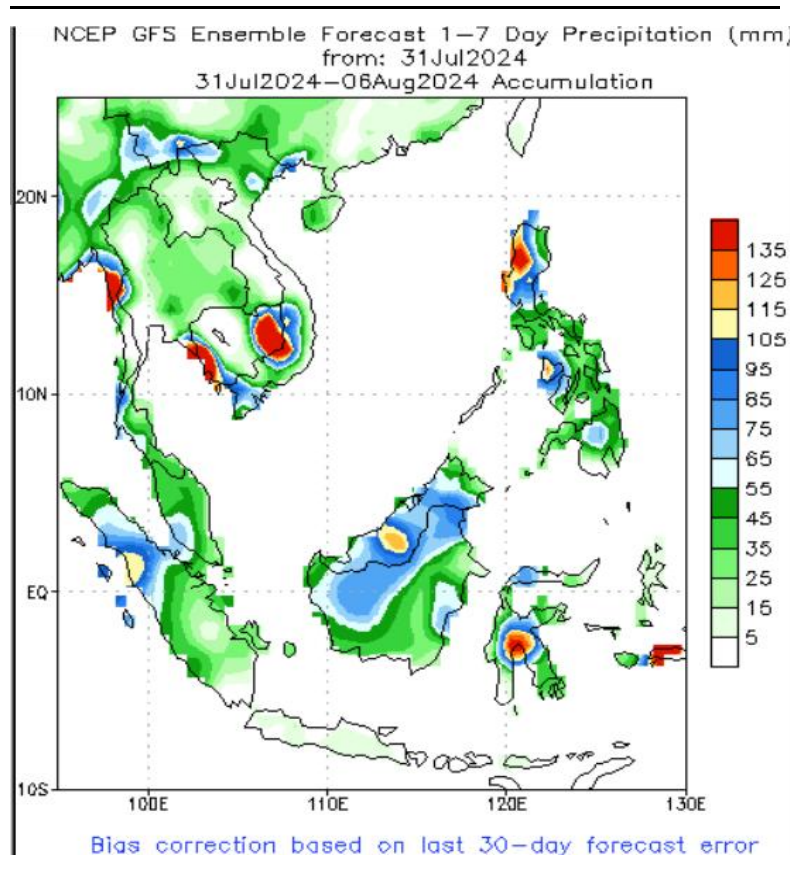 NCEP GFS Ensemble Forecast 1–7 Day Precipitation (mm)
from: 31Jul2024
31Jul2024–06Aug2024 Accumulation
20N
10N
EQ
10S
100E 110E 120E 130E
135
125
115
105
95
85
75
65
55
45
35
25
15
5
Bias correction based on last 30–day forecast error